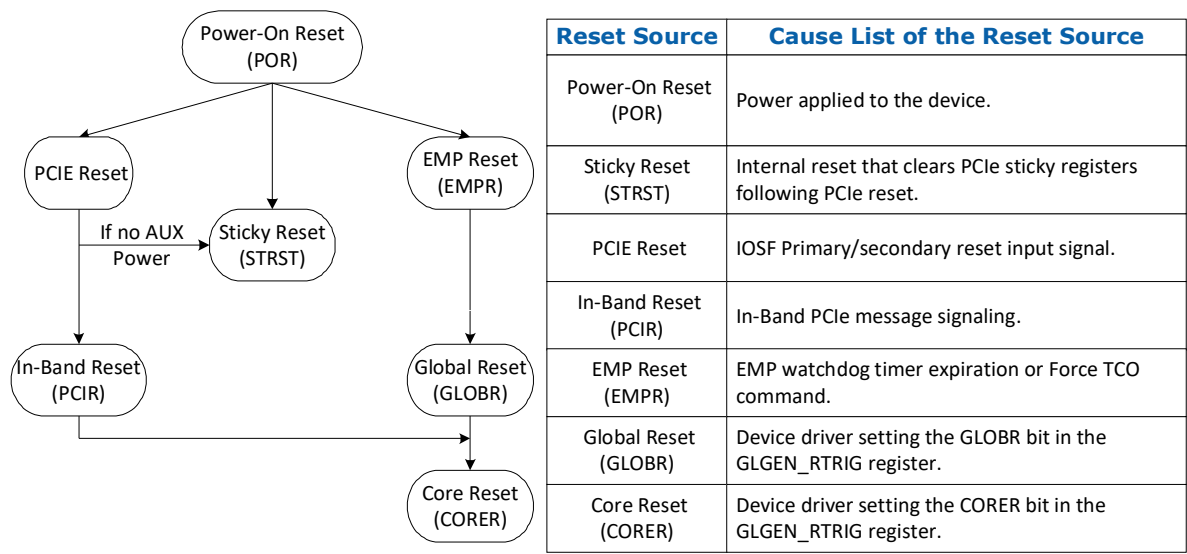 Power-On Reset
(POR)
PCIE Reset
EMP Reset
(EMPR)
If no AUX
Power
Sticky Reset
(STRST)
In-Band Reset
(PCIR)
Global Reset
(GLOBR)
Core Reset
(CORER)
Reset Source
Cause List of the Reset Source
Power-On Reset
(POR)
Power applied to the device.
Sticky Reset
(STRST)
Internal reset that clears PCIe sticky registers
following PCIe reset.
PCIE Reset
IOSF Primary/secondary reset input signal.
In-Band Reset
(PCIR)
In-Band PCIe message signaling.
EMP Reset
(EMPR)
EMP watchdog timer expiration or Force TCO
command.
Global Reset
(GLOBR)
Device driver setting the GLOBR bit in the
GLGEN_RTRIG register.
Core Reset
(CORER)
Device driver setting the CORER bit in the
GLGEN_RTRIG register.